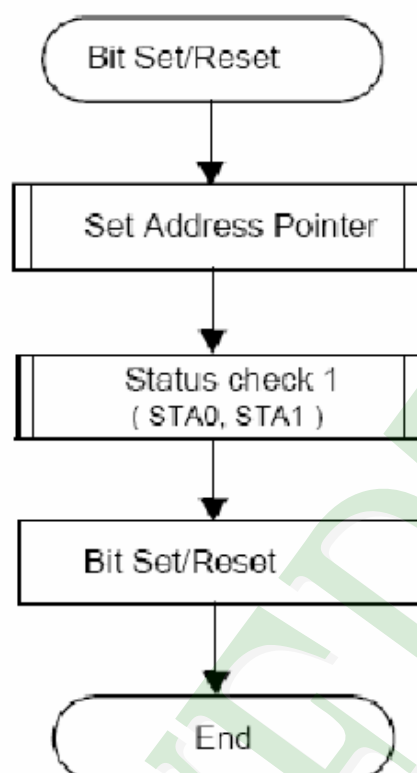 Bit Set/Reset
Set Address Pointer
Status check 1
( STA0, STA1 )
Bit Set/Reset
End